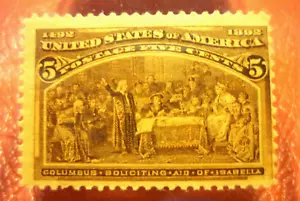 1492 1892
UNITED STATES OF AMERICA
POSTAGE FIVE CENTS
5 5
COLUMBUS SOLICITING AID OF ISABELLA